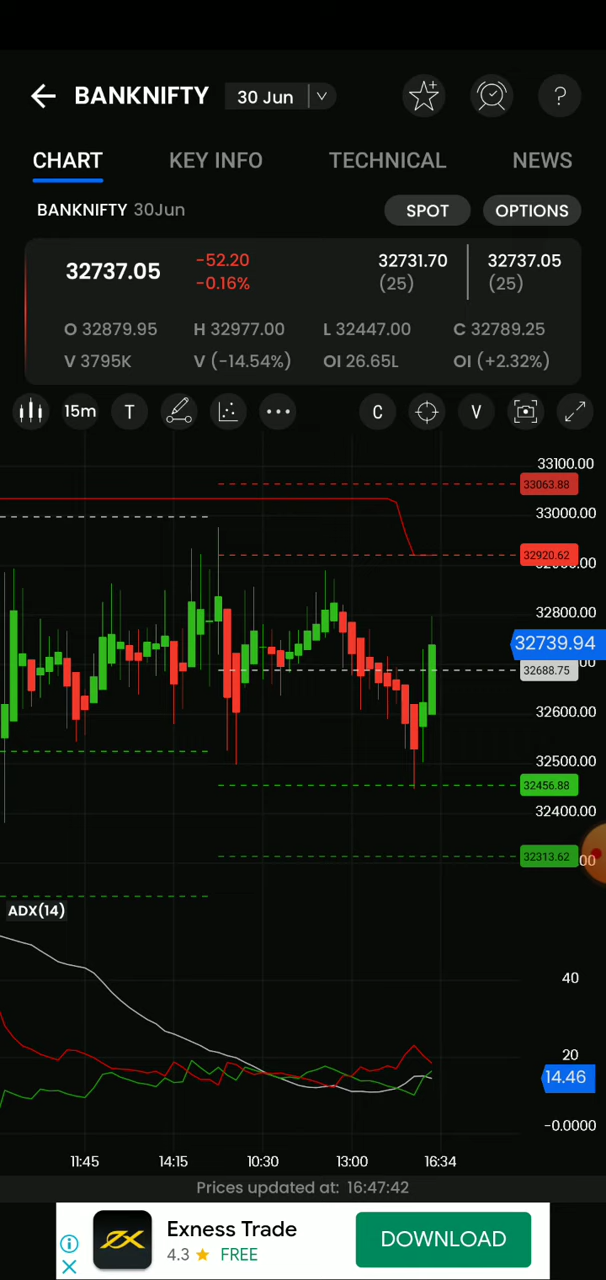 BANKNIFTY 30 Jun ?
CHART KEY INFO TECHNICAL NEWS
BANKNIFTY 30Jun SPOT OPTIONS
32737.05 -52.20 32731.70 32737.05
-0.16% (25) (25)
O 32879.95 H 32977.00 L 32447.00 C 32789.25
V 3795K V (-14.54%) OI 26.65L OI (+2.32%)
15m T C V
33100.00
33063.88
33000.00
32920.62
32800.00
32739.94
32688.75
32600.00
32500.00
32456.88
32400.00
32313.62
ADX(14)
40
20
14.46
-0.0000
11:45 14:15 10:30 13:00 16:34
Prices updated at: 16:47:42
Exness Trade
4.3 ★ FREE
DOWNLOAD